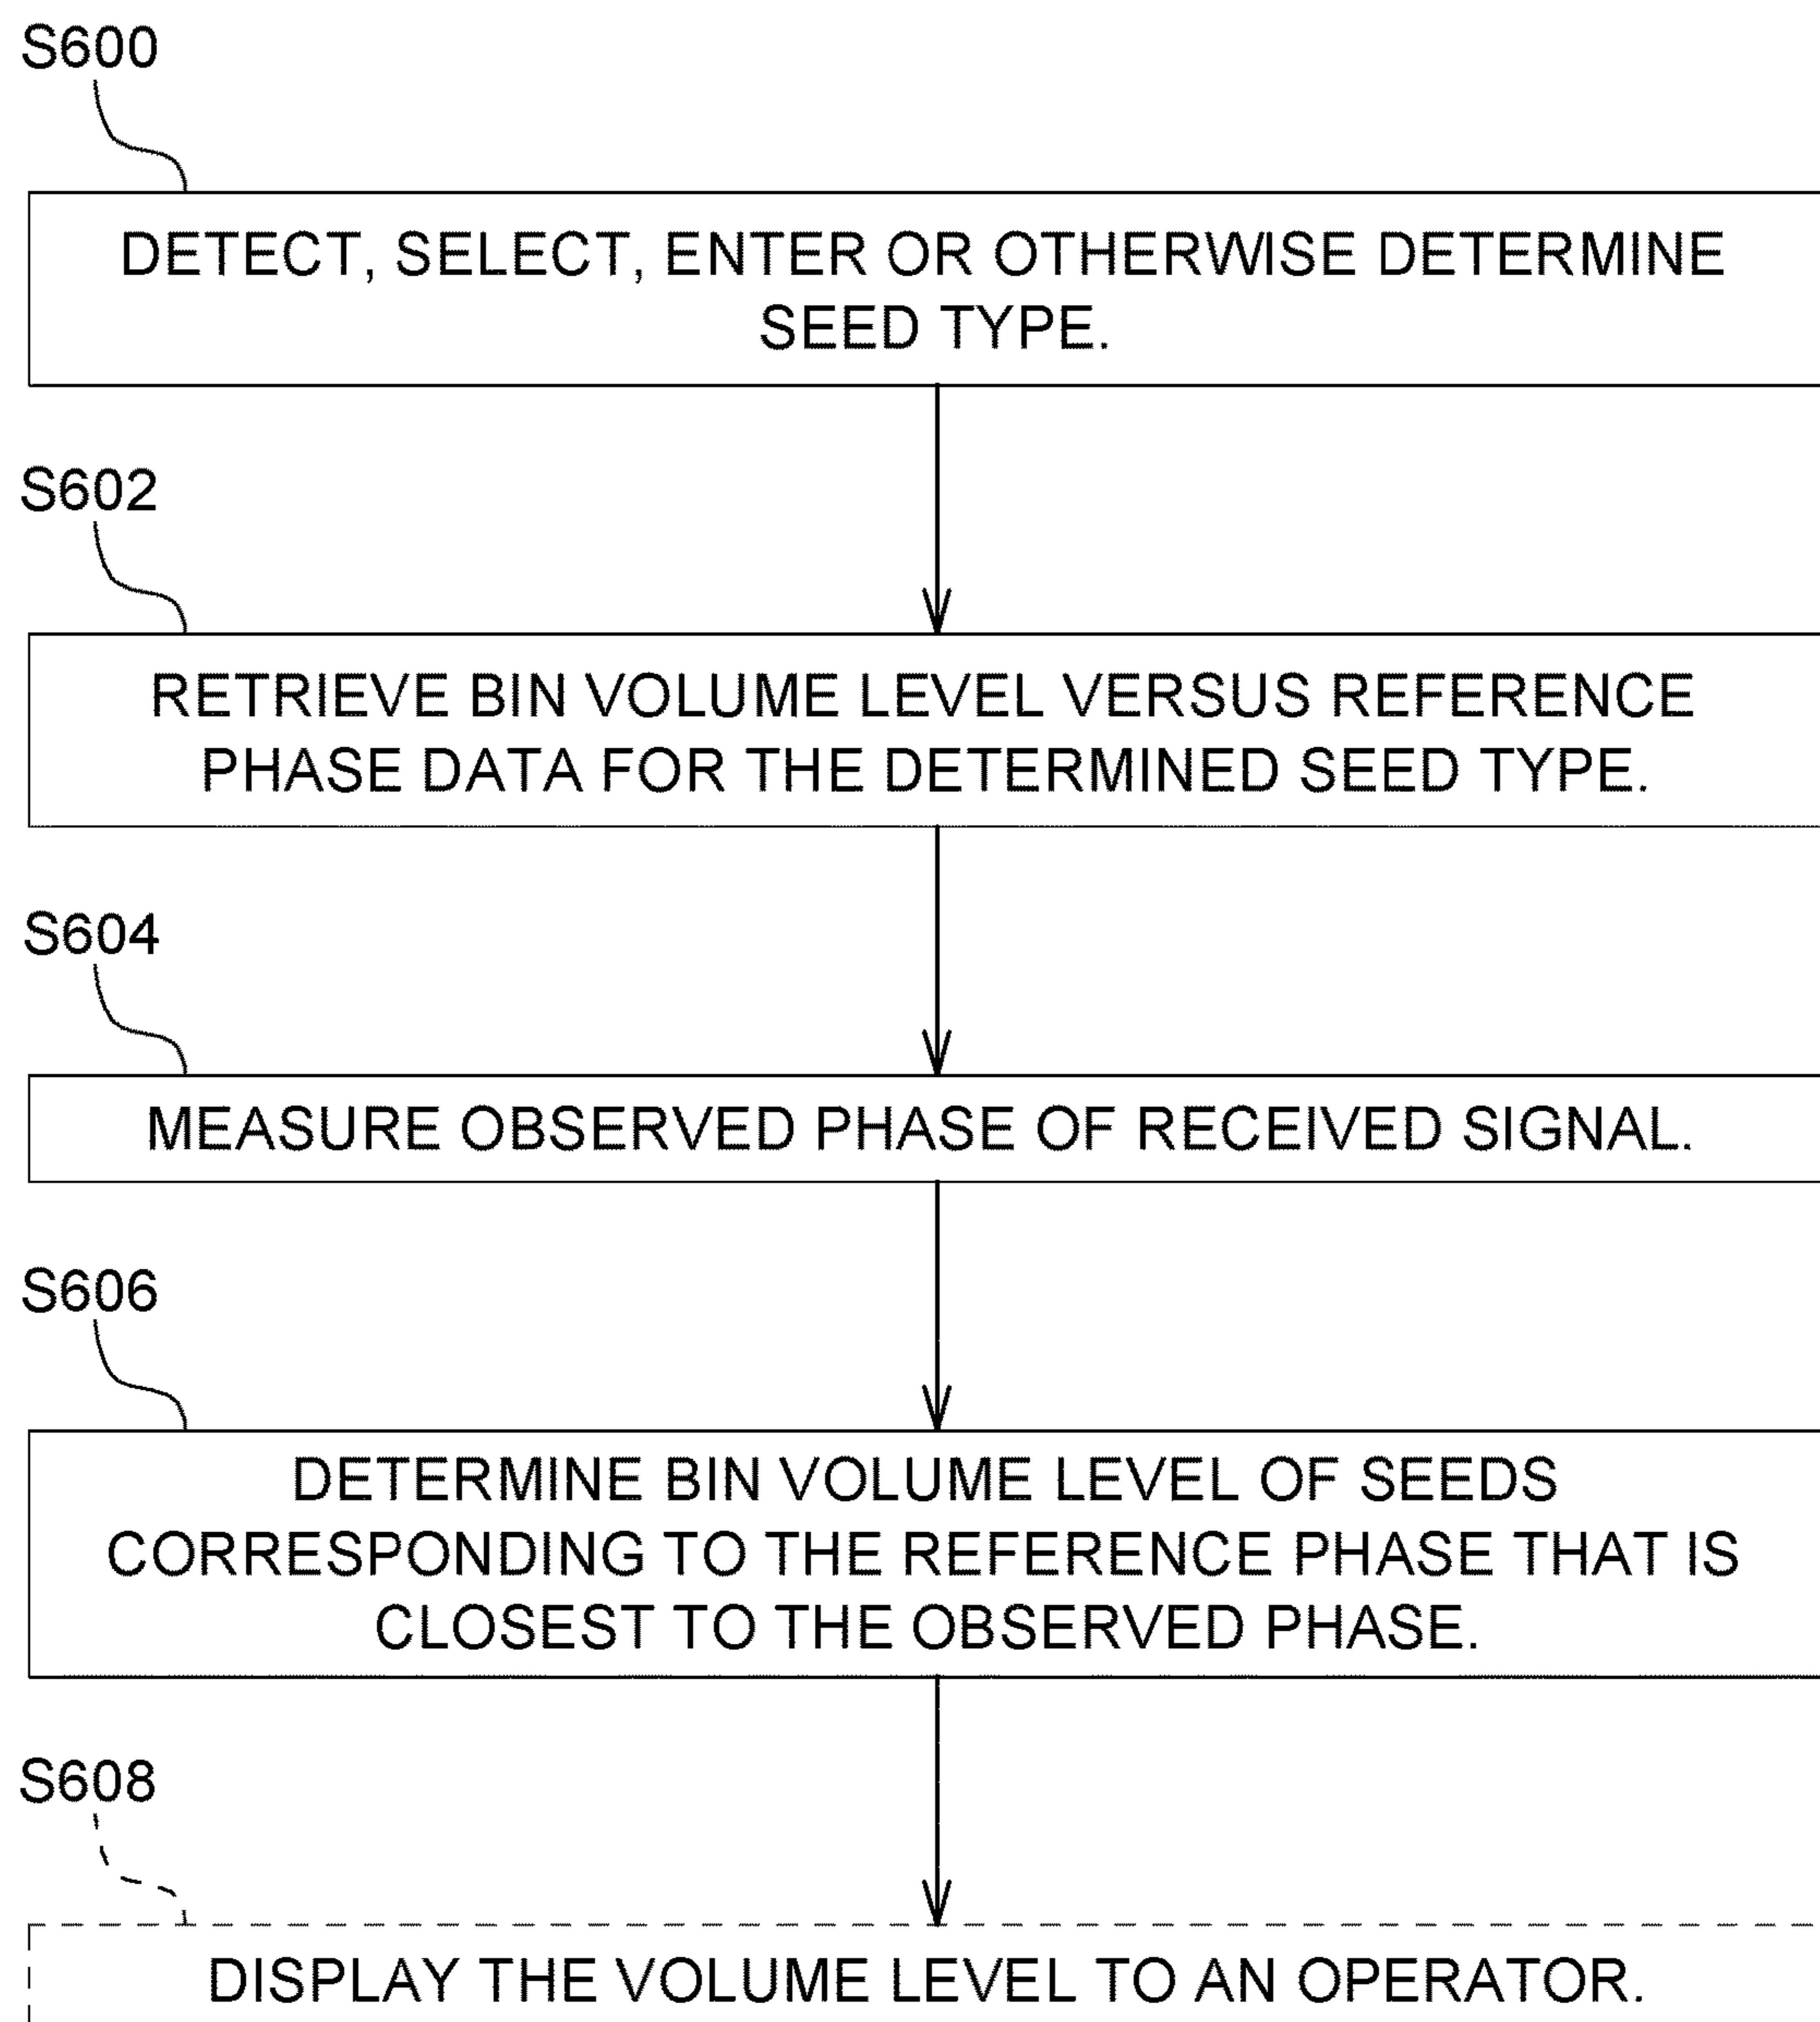 S600
DETECT, SELECT, ENTER OR OTHERWISE DETERMINE
SEED TYPE.
S602
RETRIEVE BIN VOLUME LEVEL VERSUS REFERENCE
PHASE DATA FOR THE DETERMINED SEED TYPE.
S604
MEASURE OBSERVED PHASE OF RECEIVED SIGNAL.
S606
DETERMINE BIN VOLUME LEVEL OF SEEDS
CORRESPONDING TO THE REFERENCE PHASE THAT IS
CLOSEST TO THE OBSERVED PHASE.
S608
DISPLAY THE VOLUME LEVEL TO AN OPERATOR.